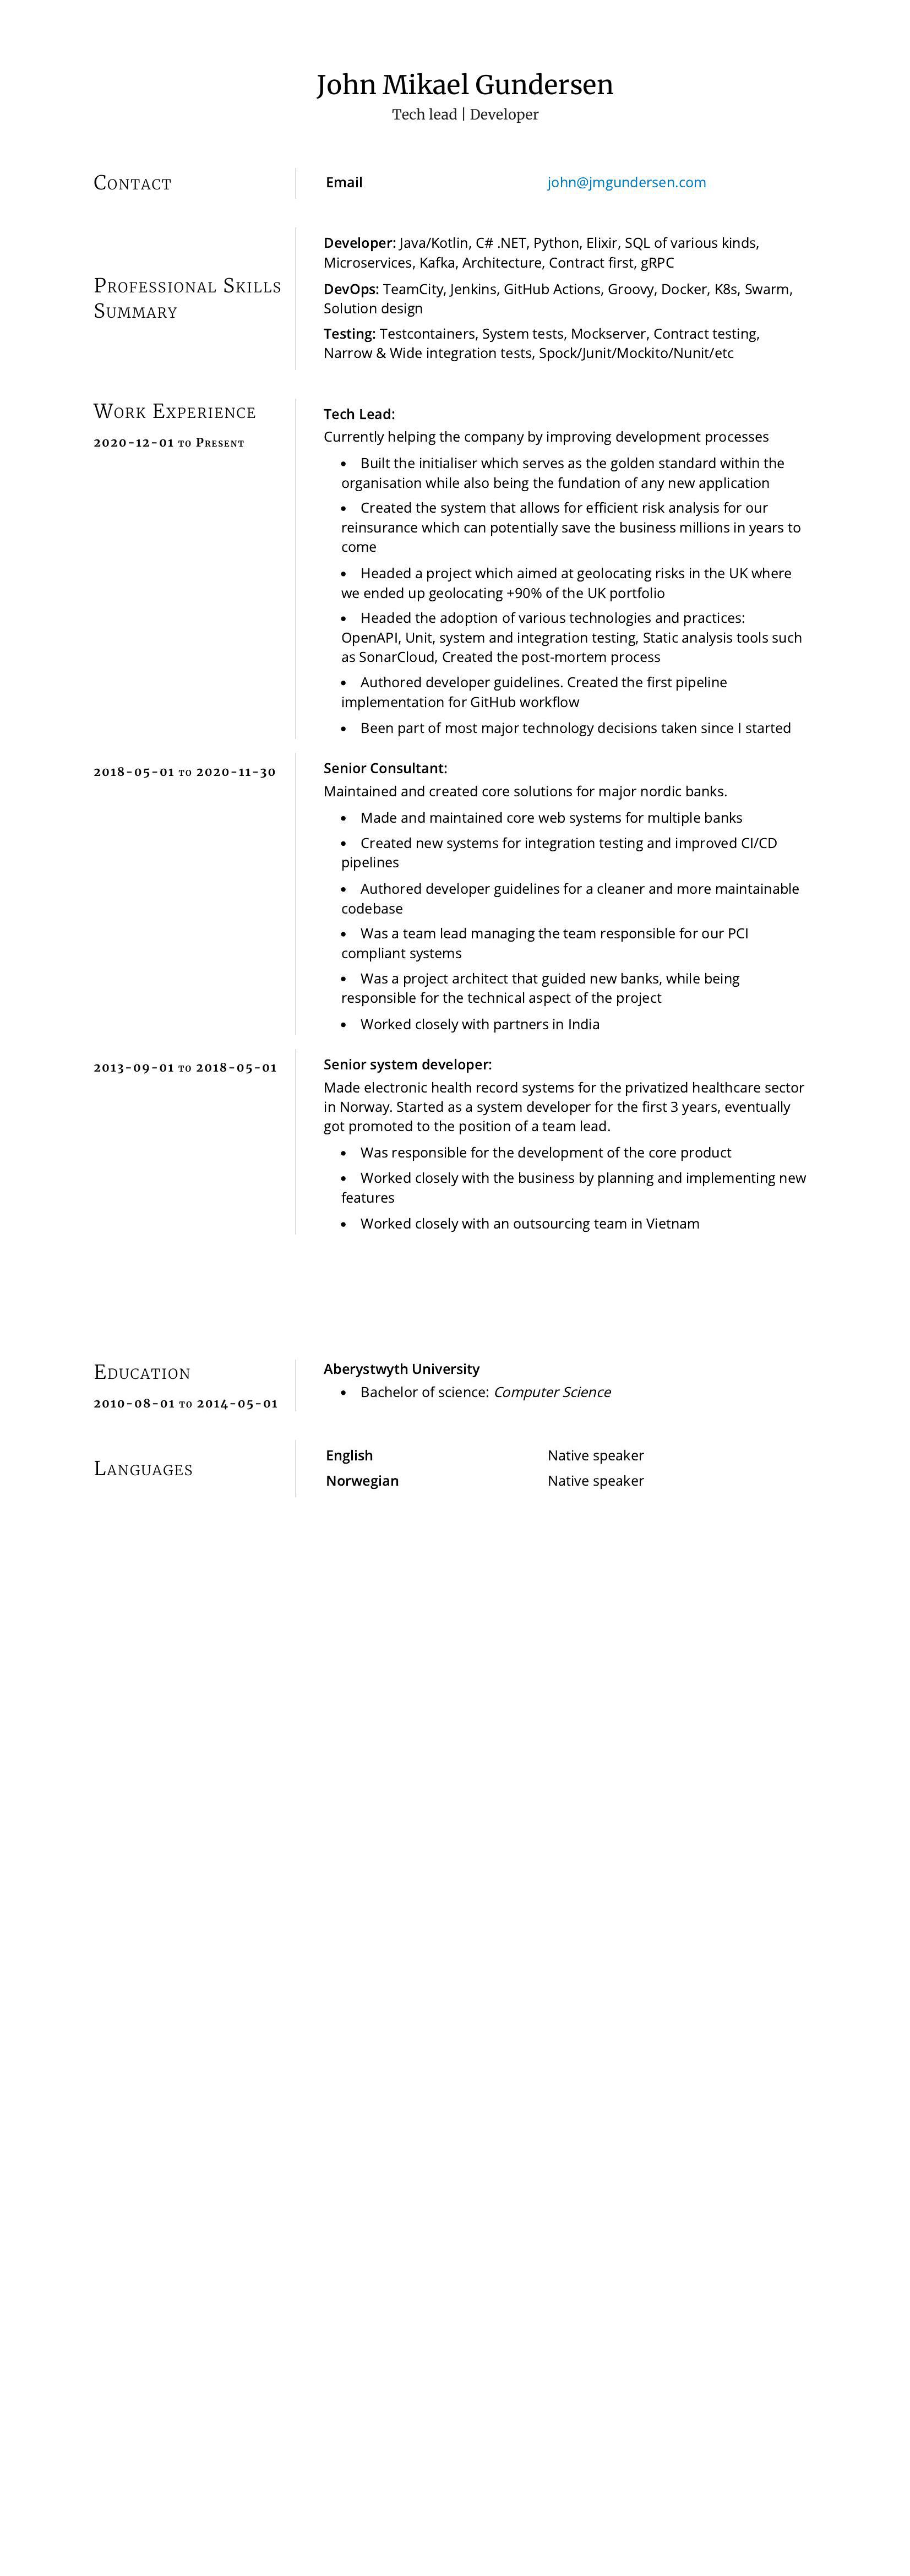 John Mikael Gundersen
Tech lead | Developer
Contact
Email john@jmgundersen.com
Professional Skills
Summary
Developer: Java/Kotlin, C# .NET, Python, Elixir, SQL of various kinds,
Microservices, Kafka, Architecture, Contract first, gRPC
DevOps: TeamCity, Jenkins, GitHub Actions, Groovy, Docker, K8s, Swarm,
Solution design
Testing: Testcontainers, System tests, Mockserver, Contract testing,
Narrow & Wide integration tests, Spock/Junit/Mockito/Nunit/etc
Work Experience
2020-12-01 to Present
Tech Lead:
Currently helping the company by improving development processes
• Built the initialiser which serves as the golden standard within the
organisation while also being the fundation of any new application
• Created the system that allows for efficient risk analysis for our
reinsurance which can potentially save the business millions in years to
come
• Headed a project which aimed at geolocating risks in the UK where
we ended up geolocating +90% of the UK portfolio
• Headed the adoption of various technologies and practices:
OpenAPI, Unit, system and integration testing, Static analysis tools such
as SonarCloud, Created the post-mortem process
• Authored developer guidelines. Created the first pipeline
implementation for GitHub workflow
• Been part of most major technology decisions taken since I started
2018-05-01 to 2020-11-30
Senior Consultant:
Maintained and created core solutions for major nordic banks.
• Made and maintained core web systems for multiple banks
• Created new systems for integration testing and improved CI/CD
pipelines
• Authored developer guidelines for a cleaner and more maintainable
codebase
• Was a team lead managing the team responsible for our PCI
compliant systems
• Was a project architect that guided new banks, while being
responsible for the technical aspect of the project
• Worked closely with partners in India
2013-09-01 to 2018-05-01
Senior system developer:
Made electronic health record systems for the privatized healthcare sector
in Norway. Started as a system developer for the first 3 years, eventually
got promoted to the position of a team lead.
• Was responsible for the development of the core product
• Worked closely with the business by planning and implementing new
features
• Worked closely with an outsourcing team in Vietnam
Education
2010-08-01 to 2014-05-01
Aberystwyth University
• Bachelor of science: Computer Science
Languages
English Native speaker
Norwegian Native speaker